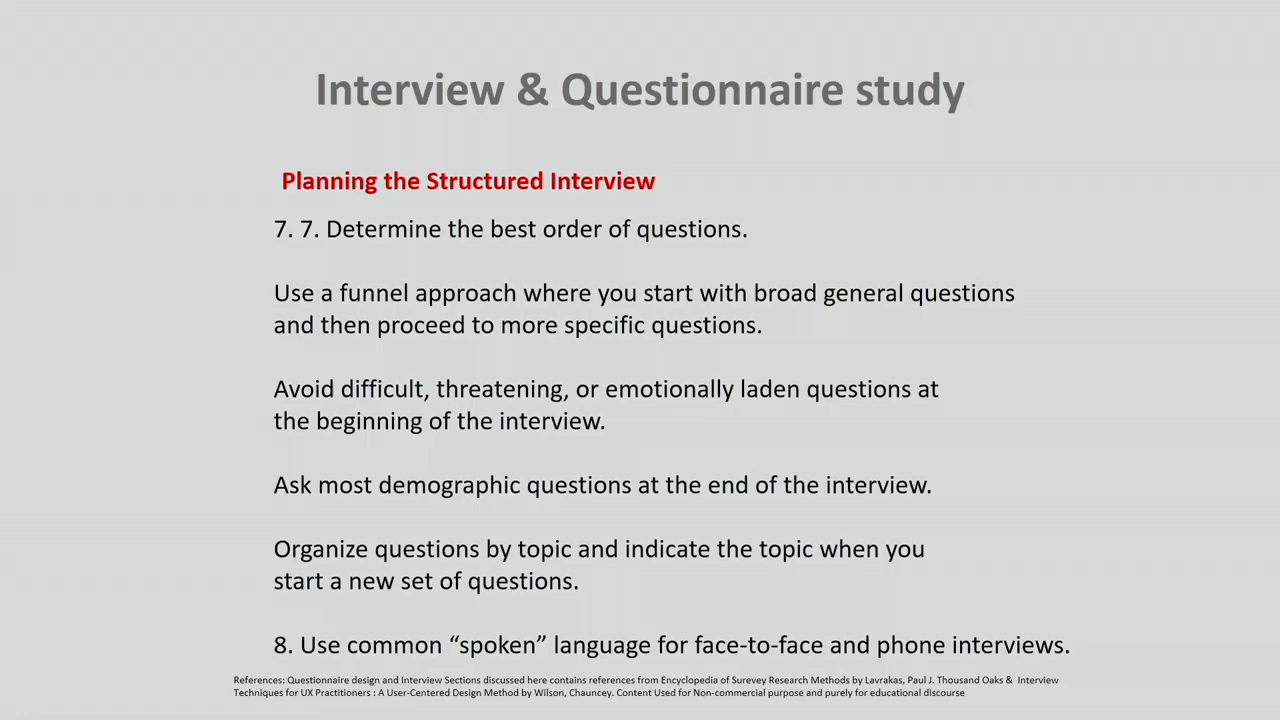 Interview & Questionnaire study
Planning the Structured Interview
7. 7. Determine the best order of questions.
Use a funnel approach where you start with broad general questions
and then proceed to more specific questions.
Avoid difficult, threatening, or emotionally laden questions at
the beginning of the interview.
Ask most demographic questions at the end of the interview.
Organize questions by topic and indicate the topic when you
start a new set of questions.
8. Use common “spoken” language for face-to-face and phone interviews.
References: Questionnaire design and Interview Sections discussed here contains references from Encyclopedia of Surevey Research Methods by Lavrakas, Paul J. Thousand Oaks & Interview
Techniques for UX Practitioners : A User-Centered Design Method by Wilson, Chauncey. Content Used for Non-commercial purpose and purely for educational discourse